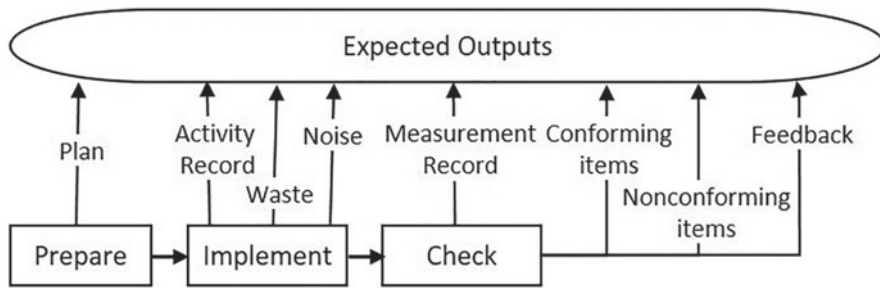 Expected Outputs
Plan
Activity
Record
Waste
Noise
Measurement
Record
Conforming
items
Nonconforming
items
Feedback
Prepare
Implement
Check